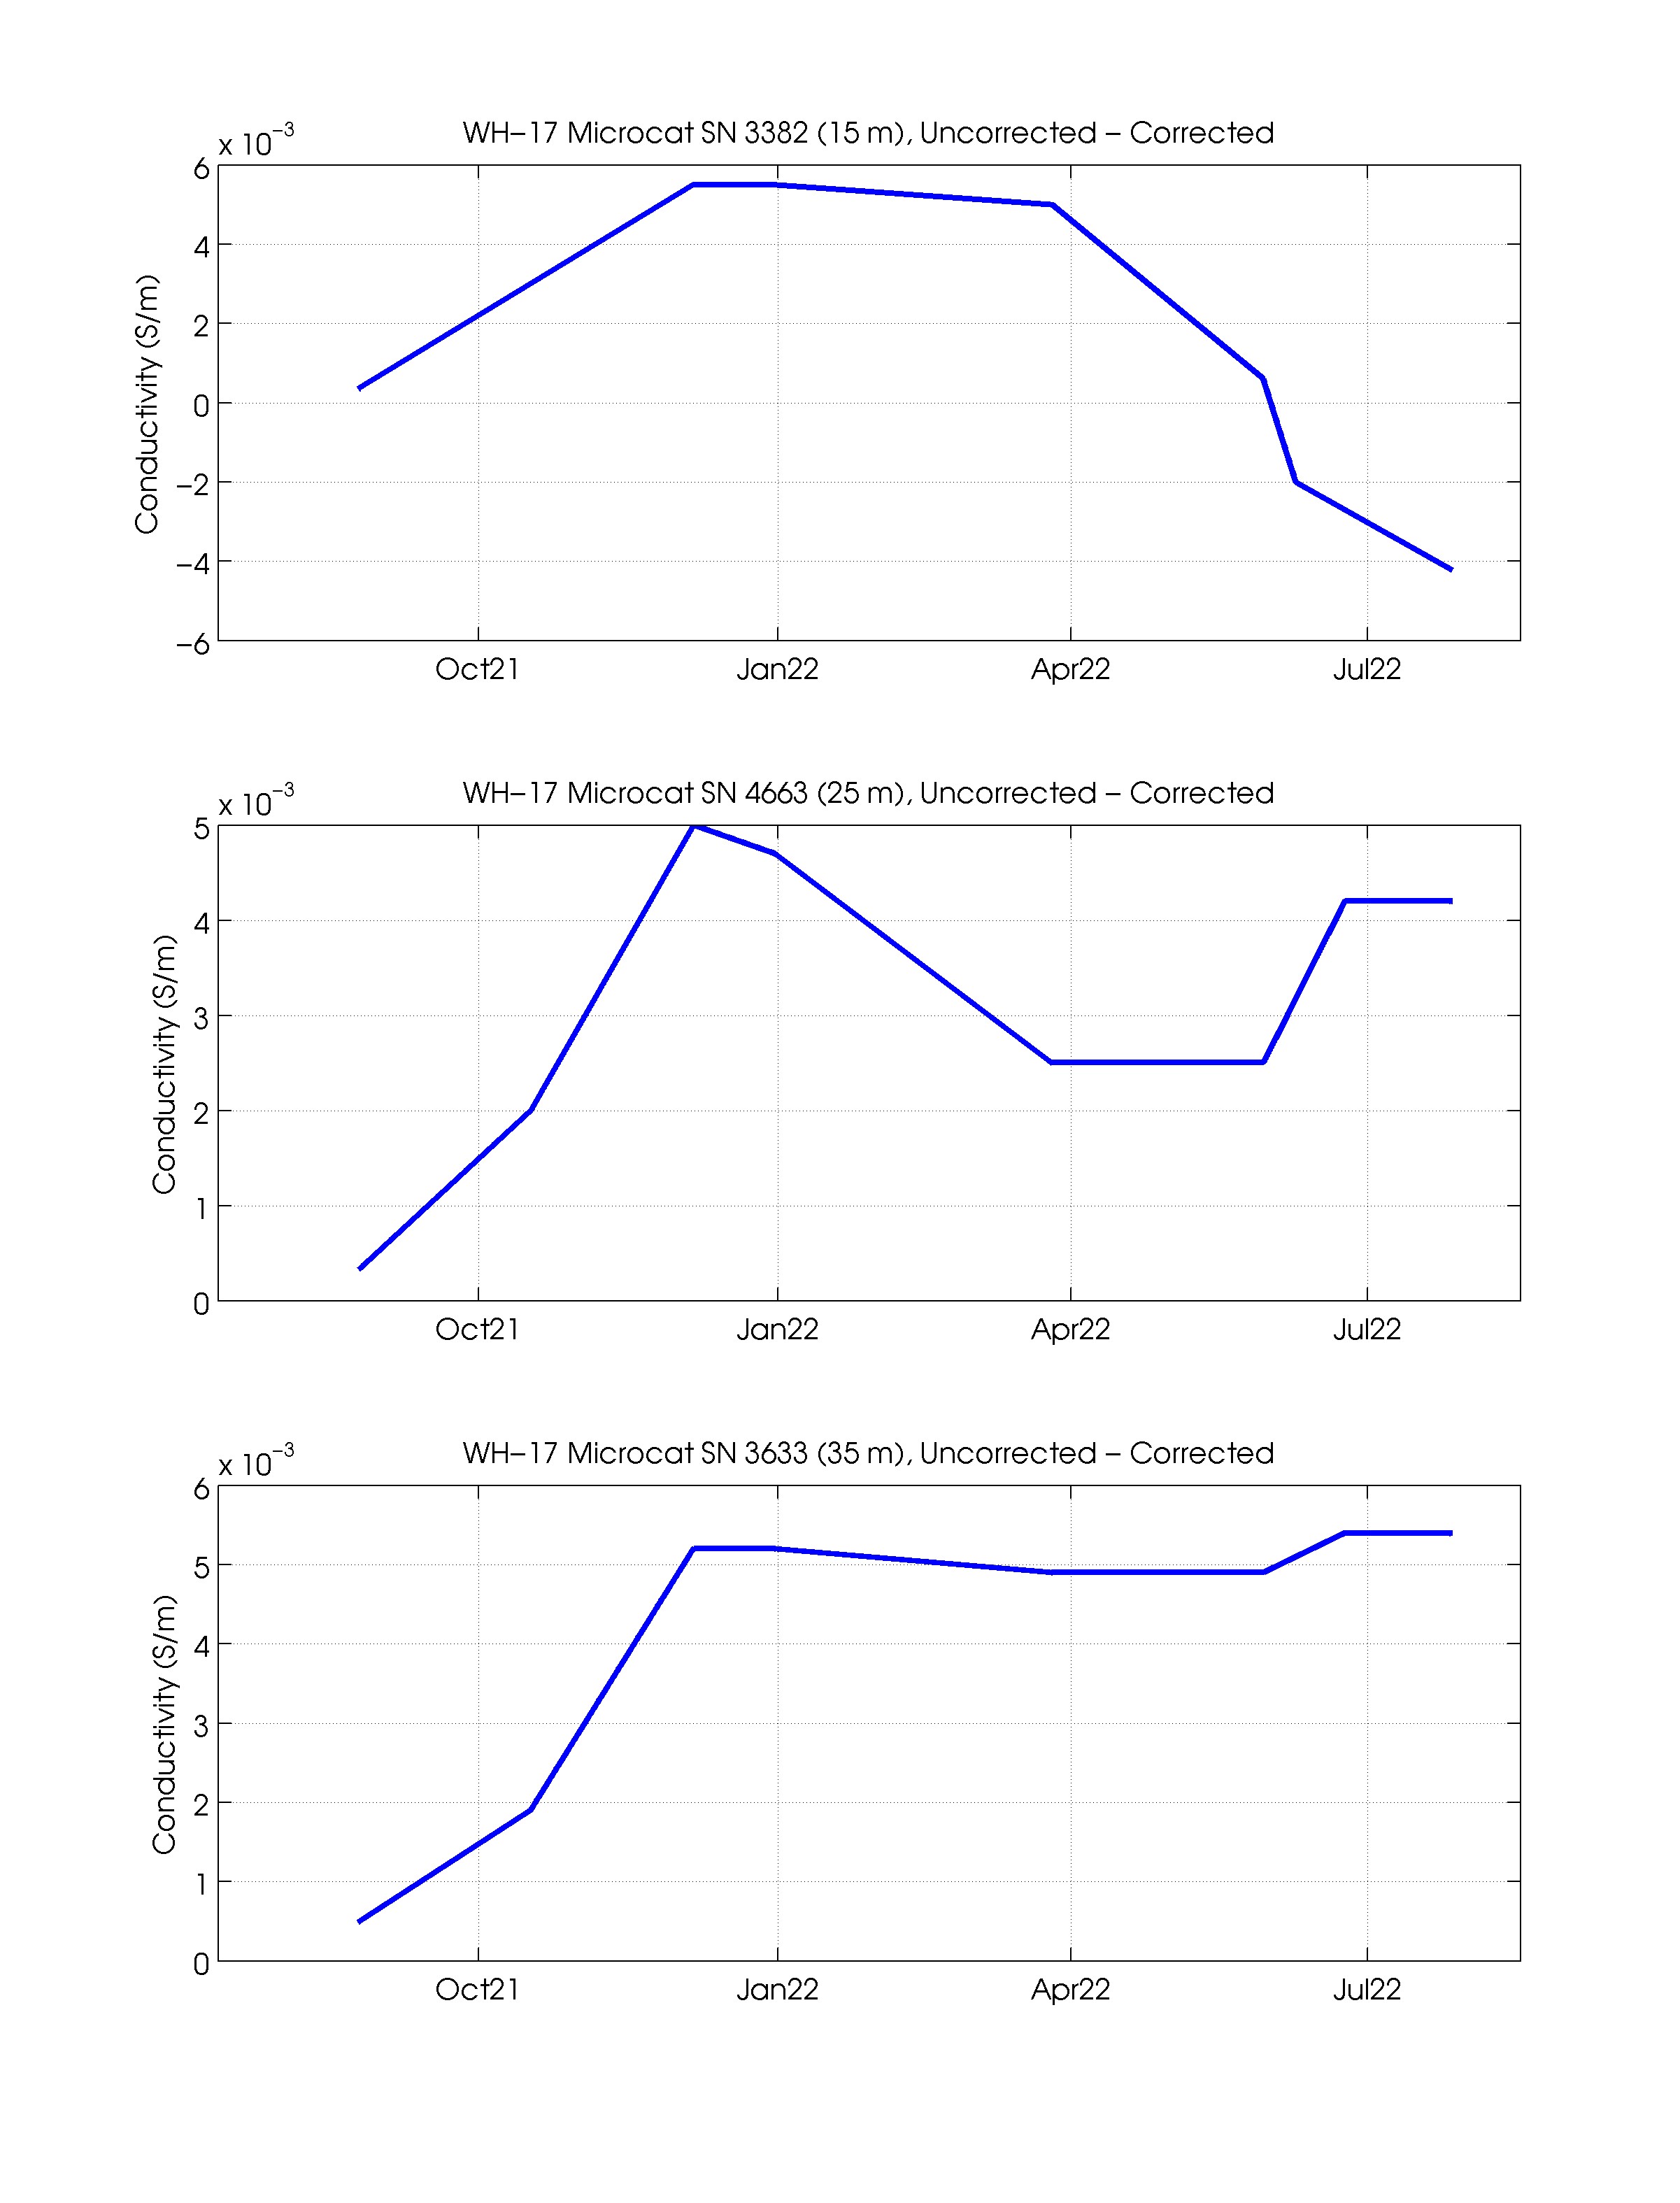 WH-17 Microcat SN 3382 (15 m), Uncorrected - Corrected
x 10^-3
6
4
2
0
-2
-4
-6
Conductivity (S/m)
Oct21 Jan22 Apr22 Jul22
WH-17 Microcat SN 4663 (25 m), Uncorrected - Corrected
x 10^-3
5
4
3
2
1
0
Conductivity (S/m)
Oct21 Jan22 Apr22 Jul22
WH-17 Microcat SN 3633 (35 m), Uncorrected - Corrected
x 10^-3
6
5
4
3
2
1
0
Conductivity (S/m)
Oct21 Jan22 Apr22 Jul22